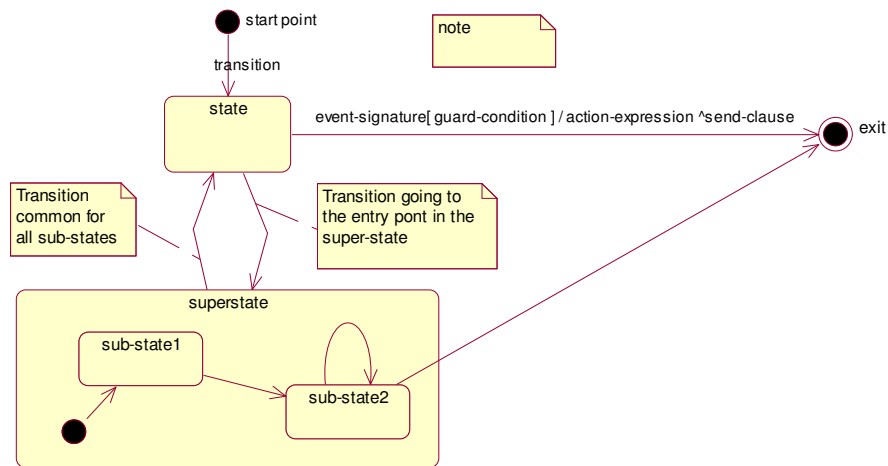 start point
note
transition
state
event-signature[ guard-condition ] / action-expression ^send-clause
exit
Transition
common for
all sub-states
Transition going to
the entry pont in the
super-state
superstate
sub-state1
sub-state2